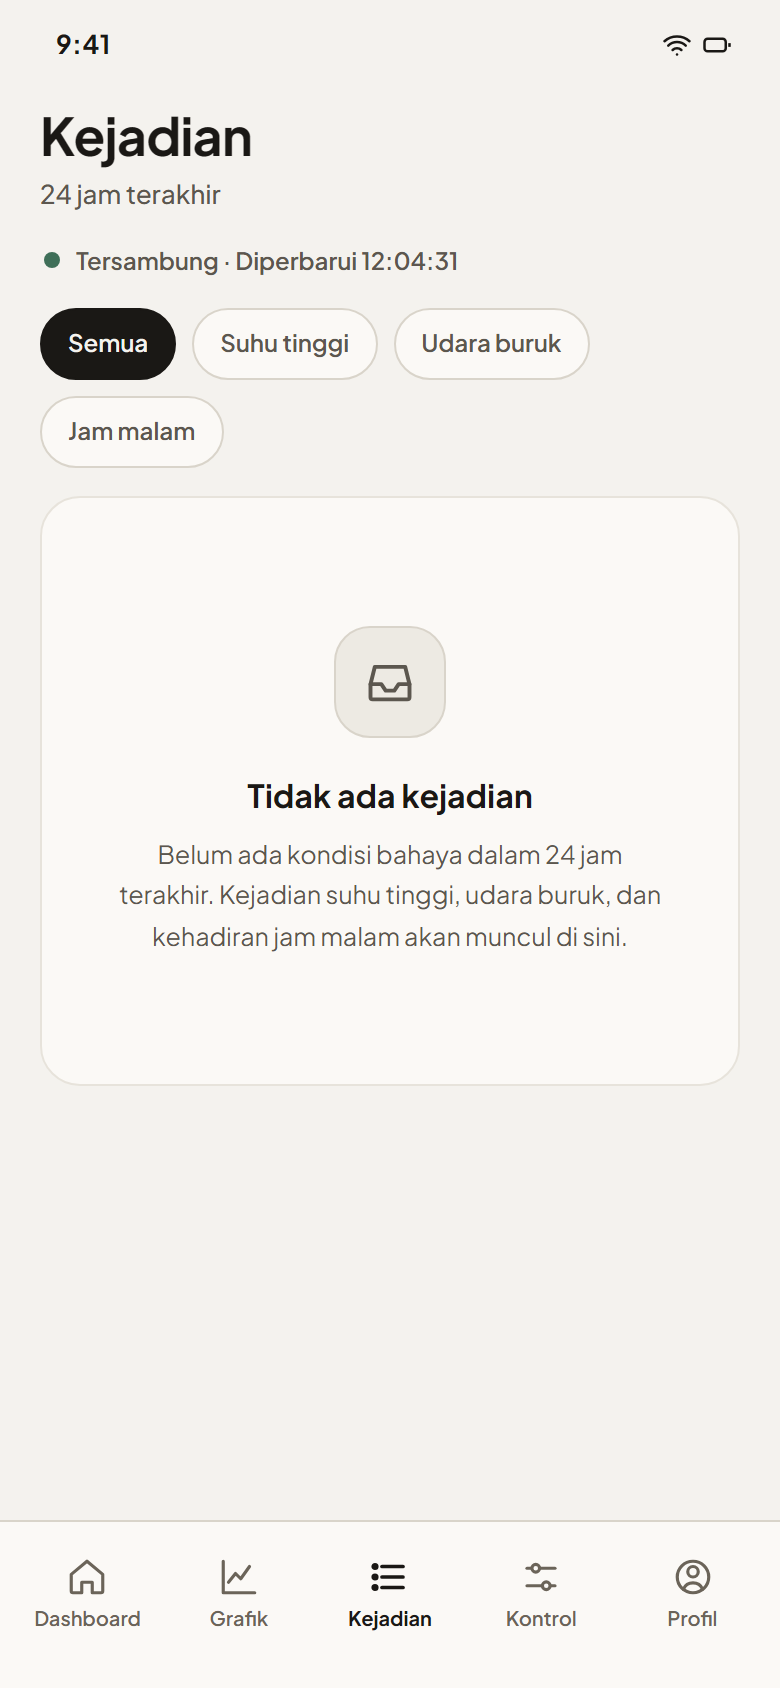 9:41
Kejadian
24 jam terakhir
Tersambung · Diperbarui 12:04:31
Semua
Suhu tinggi
Udara buruk
Jam malam
Tidak ada kejadian
Belum ada kondisi bahaya dalam 24 jam
terakhir. Kejadian suhu tinggi, udara buruk, dan
kehadiran jam malam akan muncul di sini.
Dashboard
Grafik
Kejadian
Kontrol
Profil